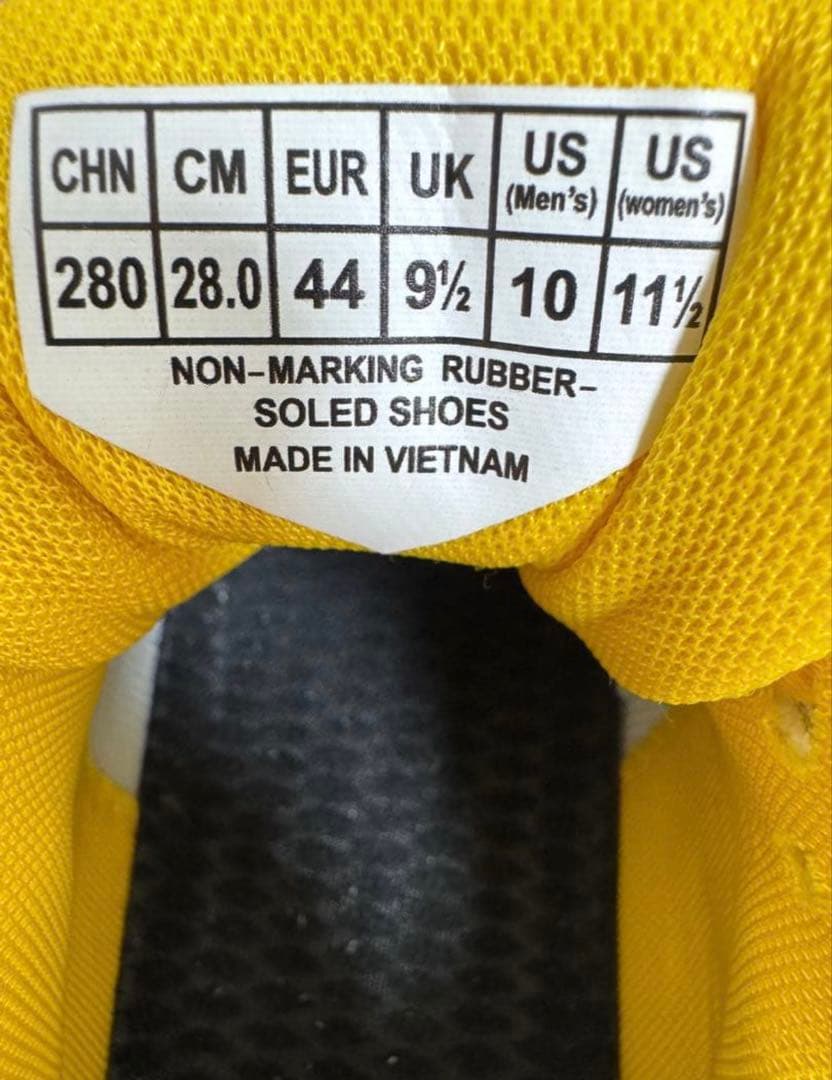 CHN CM EUR UK US (Men's) US (women's)
280 28.0 44 9½ 10 11½
NON-MARKING RUBBER-
SOLED SHOES
MADE IN VIETNAM